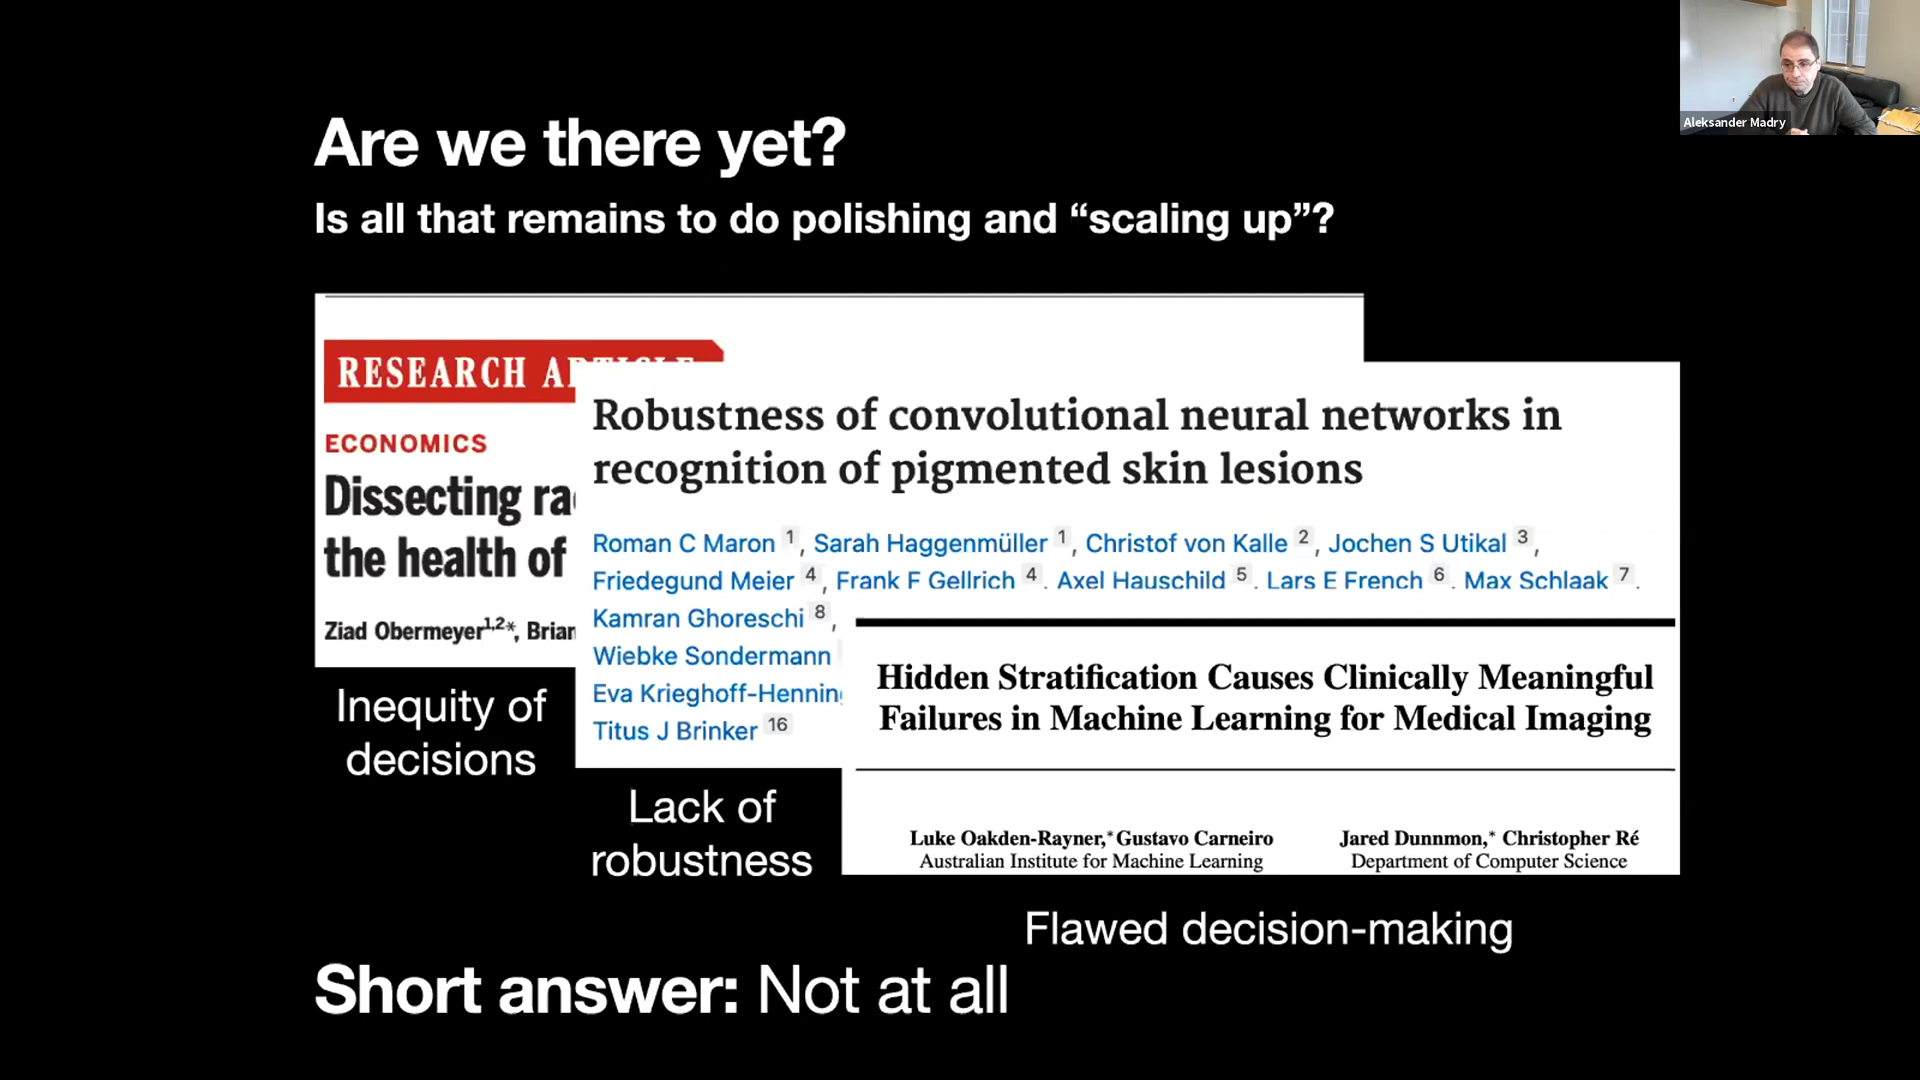 Aleksander Madry
Are we there yet?
Is all that remains to do polishing and “scaling up”?
RESEARCH ARTICLE
ECONOMICS
Dissecting
the health of
Ziad Obermeyer1,2*, Brian
Inequity of
decisions
Robustness of convolutional neural networks in
recognition of pigmented skin lesions
Roman C Maron 1, Sarah Haggenmüller 1, Christof von Kalle 2, Jochen S Utikal 3,
Friedegund Meier 4, Frank F Gellrich 4, Axel Hauschild 5, Lars E French 6, Max Schlaak 7,
Kamran Ghoreschi 8,
Wiebke Sondermann
Eva Krieghoff-Henning
Titus J Brinker 16
Lack of
robustness
Hidden Stratification Causes Clinically Meaningful
Failures in Machine Learning for Medical Imaging
Luke Oakden-Rayner,* Gustavo Carneiro
Australian Institute for Machine Learning
Jared Dunnmon,* Christopher Ré
Department of Computer Science
Flawed decision-making
Short answer: Not at all